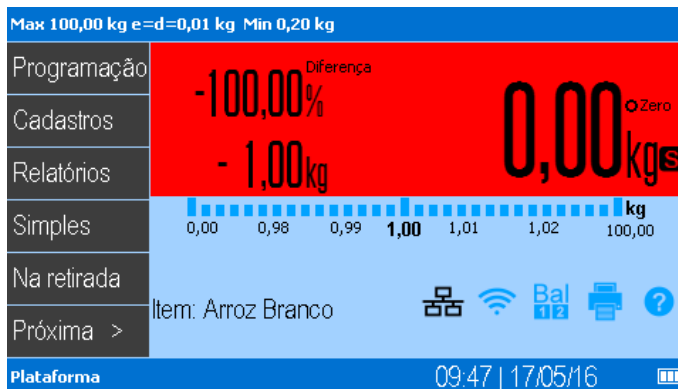 Max 100,00 kg e=d=0,01 kg Min 0,20 kg
Programação
Cadastros
Relatórios
Simples
Na retirada
Próxima >
Diferença
-100,00%
- 1,00kg
0,00kg
Zero
S
kg
0,00 0,98 0,99 1,00 1,01 1,02 100,00
Item: Arroz Branco
Bal
1 2
?
Plataforma
09:47 | 17/05/16